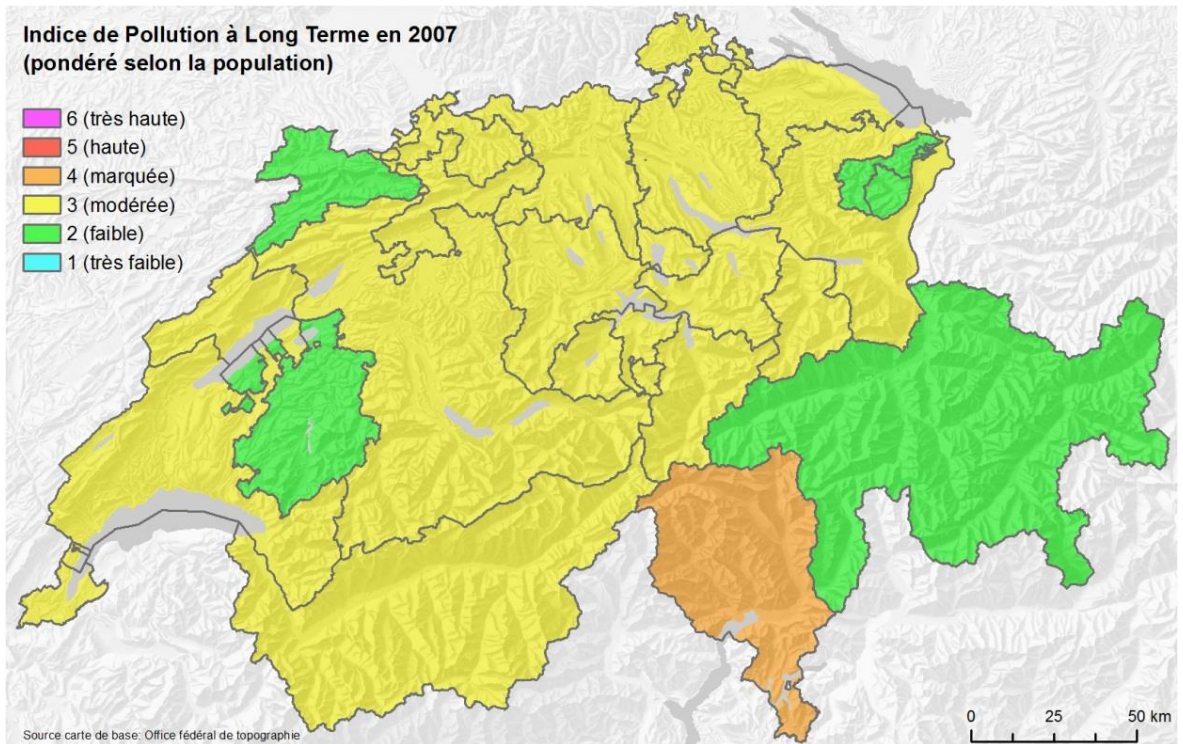 Indice de Pollution à Long Terme en 2007
(pondéré selon la population)
6 (très haute)
5 (haute)
4 (marquée)
3 (modérée)
2 (faible)
1 (très faible)
Source carte de base: Office fédéral de topographie
0 25 50 km